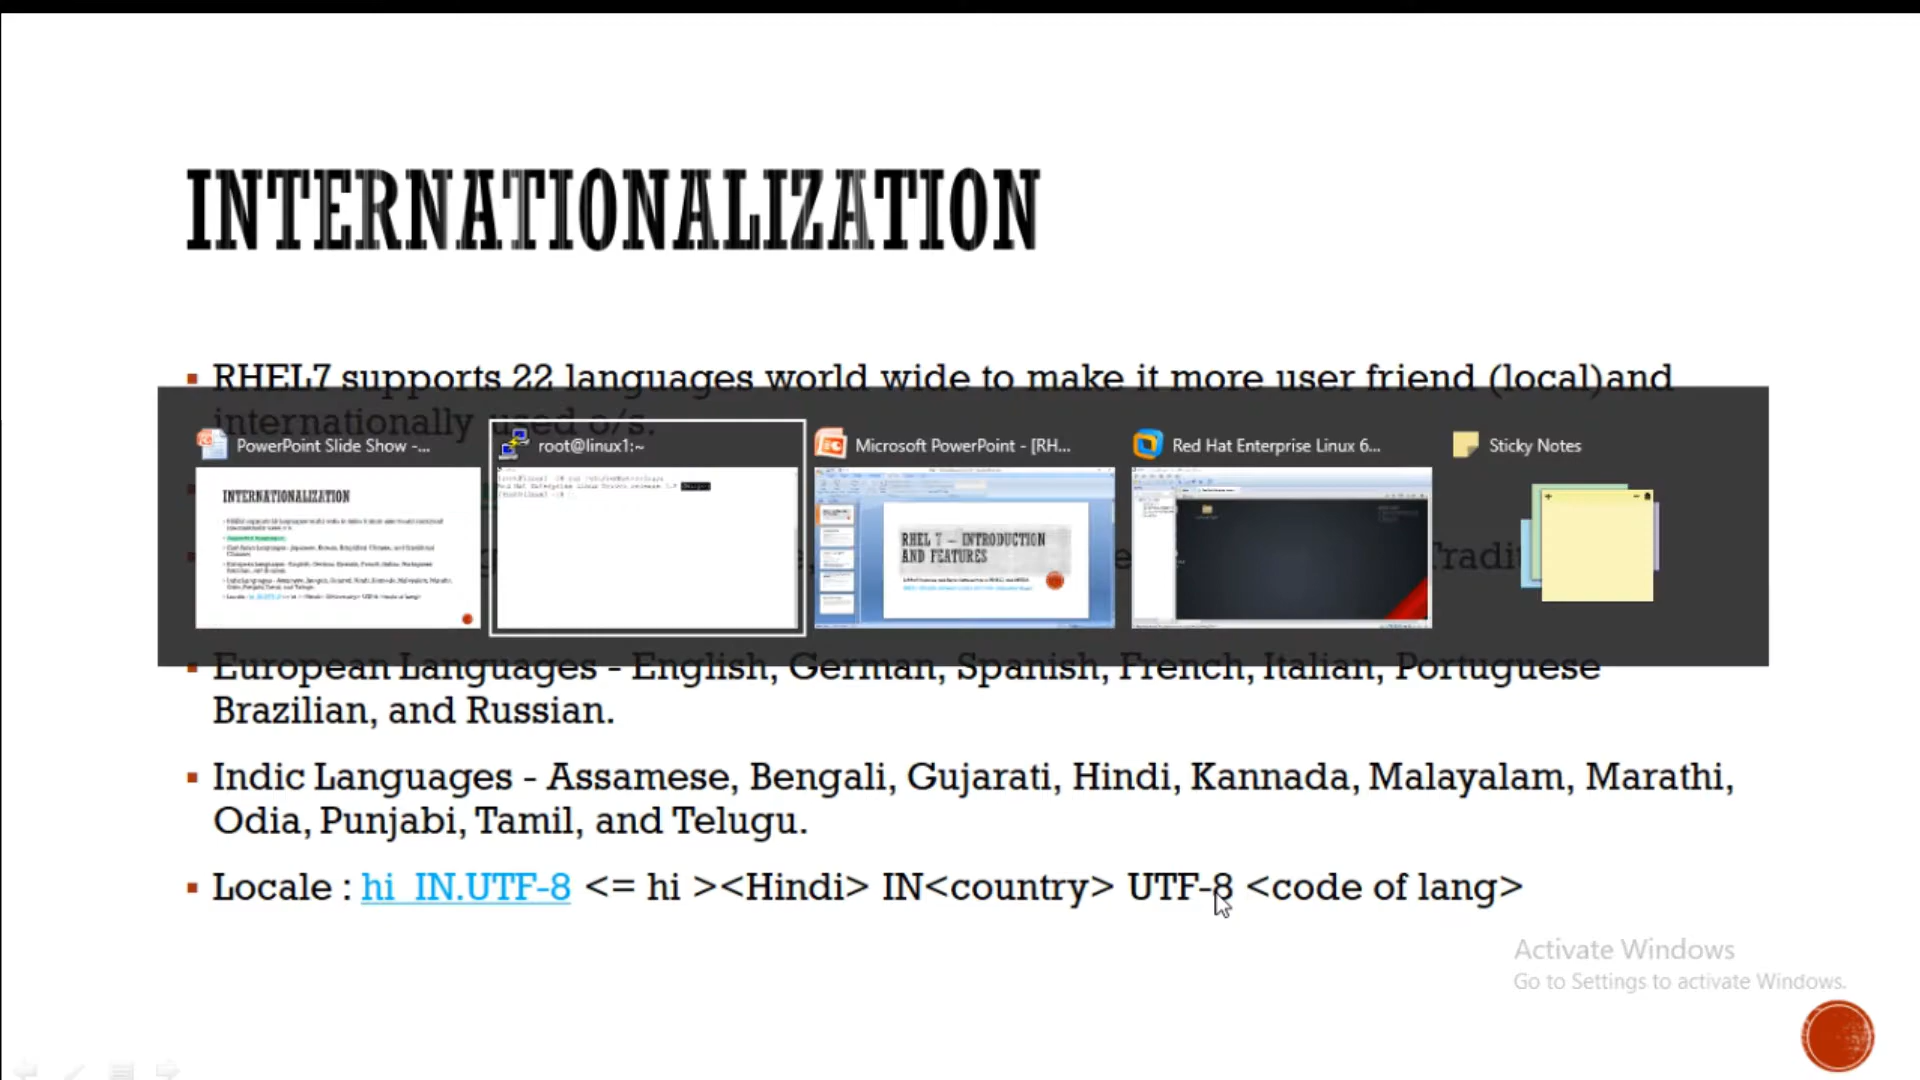 INTERNATIONALIZATION
▪ RHEL7 supports 22 languages world wide to make it more user friend (local)and
internationally used o/s.
PowerPoint Slide Show -...
root@linux1:~
Microsoft PowerPoint - [RH...
Red Hat Enterprise Linux 6...
Sticky Notes
INTERNATIONALIZATION
RHEL 7 – INTRODUCTION
AND FEATURES
▪ European Languages - English, German, Spanish, French, Italian, Portuguese
Brazilian, and Russian.
▪ Indic Languages - Assamese, Bengali, Gujarati, Hindi, Kannada, Malayalam, Marathi,
Odia, Punjabi, Tamil, and Telugu.
▪ Locale : hi_IN.UTF-8 <= hi ><Hindi> IN<country> UTF-8 <code of lang>
Activate Windows
Go to Settings to activate Windows.